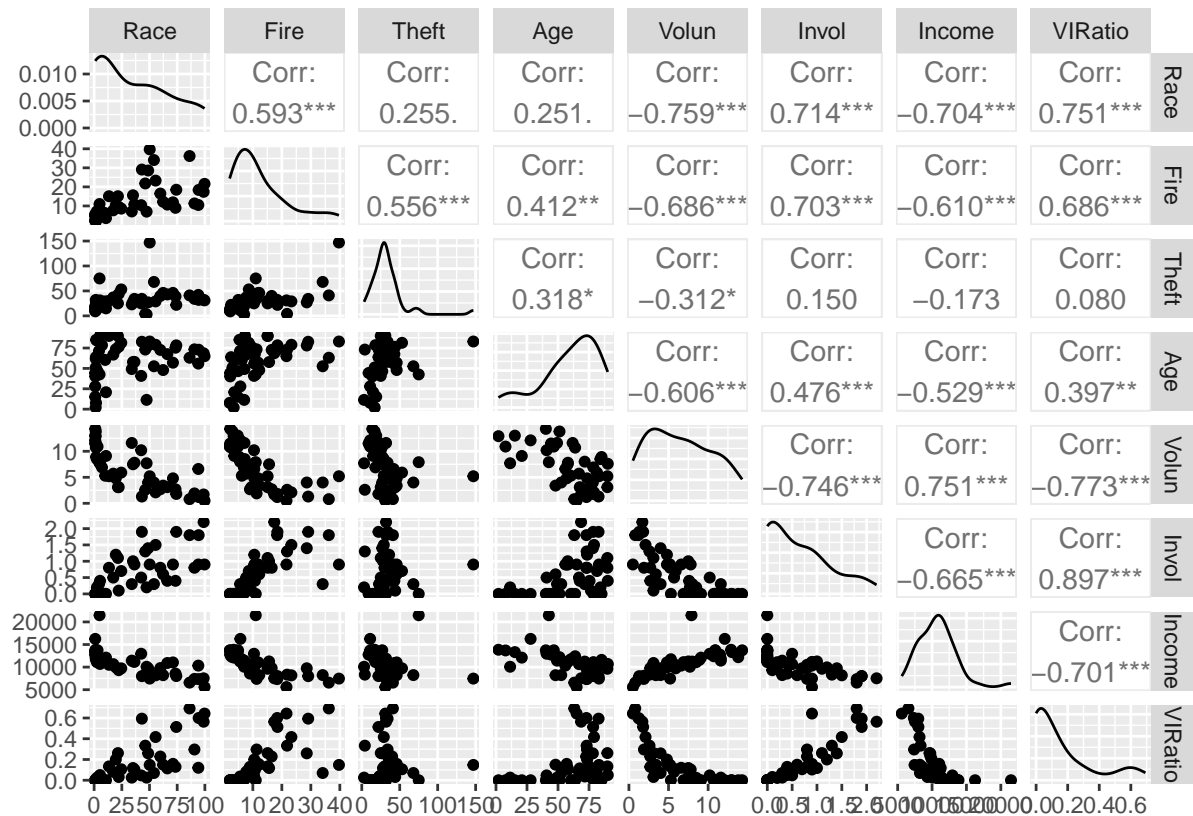 Race Fire Theft Age Volun Invol Income VIRatio
0.010
0.005
0.000
Corr: Corr: Corr: Corr: Corr: Corr: Corr:
0.593*** 0.255. 0.251. −0.759*** 0.714*** −0.704*** 0.751***
Race
40
30
20
10
Corr: Corr: Corr: Corr: Corr: Corr:
0.556*** 0.412** −0.686*** 0.703*** −0.610*** 0.686***
Fire
150
100
50
0
Corr: Corr: Corr: Corr: Corr:
0.318* −0.312* 0.150 −0.173 0.080
Theft
75
50
25
0
Corr: Corr: Corr: Corr:
−0.606*** 0.476*** −0.529*** 0.397**
Age
10
5
0
Corr: Corr: Corr:
−0.746*** 0.751*** −0.773***
Volun
2.0
1.5
1.0
0.5
0.0
Corr: Corr:
−0.665*** 0.897***
Invol
20000
15000
10000
5000
Corr:
−0.701***
Income
0.6
0.4
0.2
0.0
VIRatio
0 25 50 75 100 10 20 30 40 0 50 100 150 0 25 50 75 0 5 10 0.0 0.5 1.0 1.5 2.0 5000 10000 15000 20000 0.0 0.2 0.4 0.6